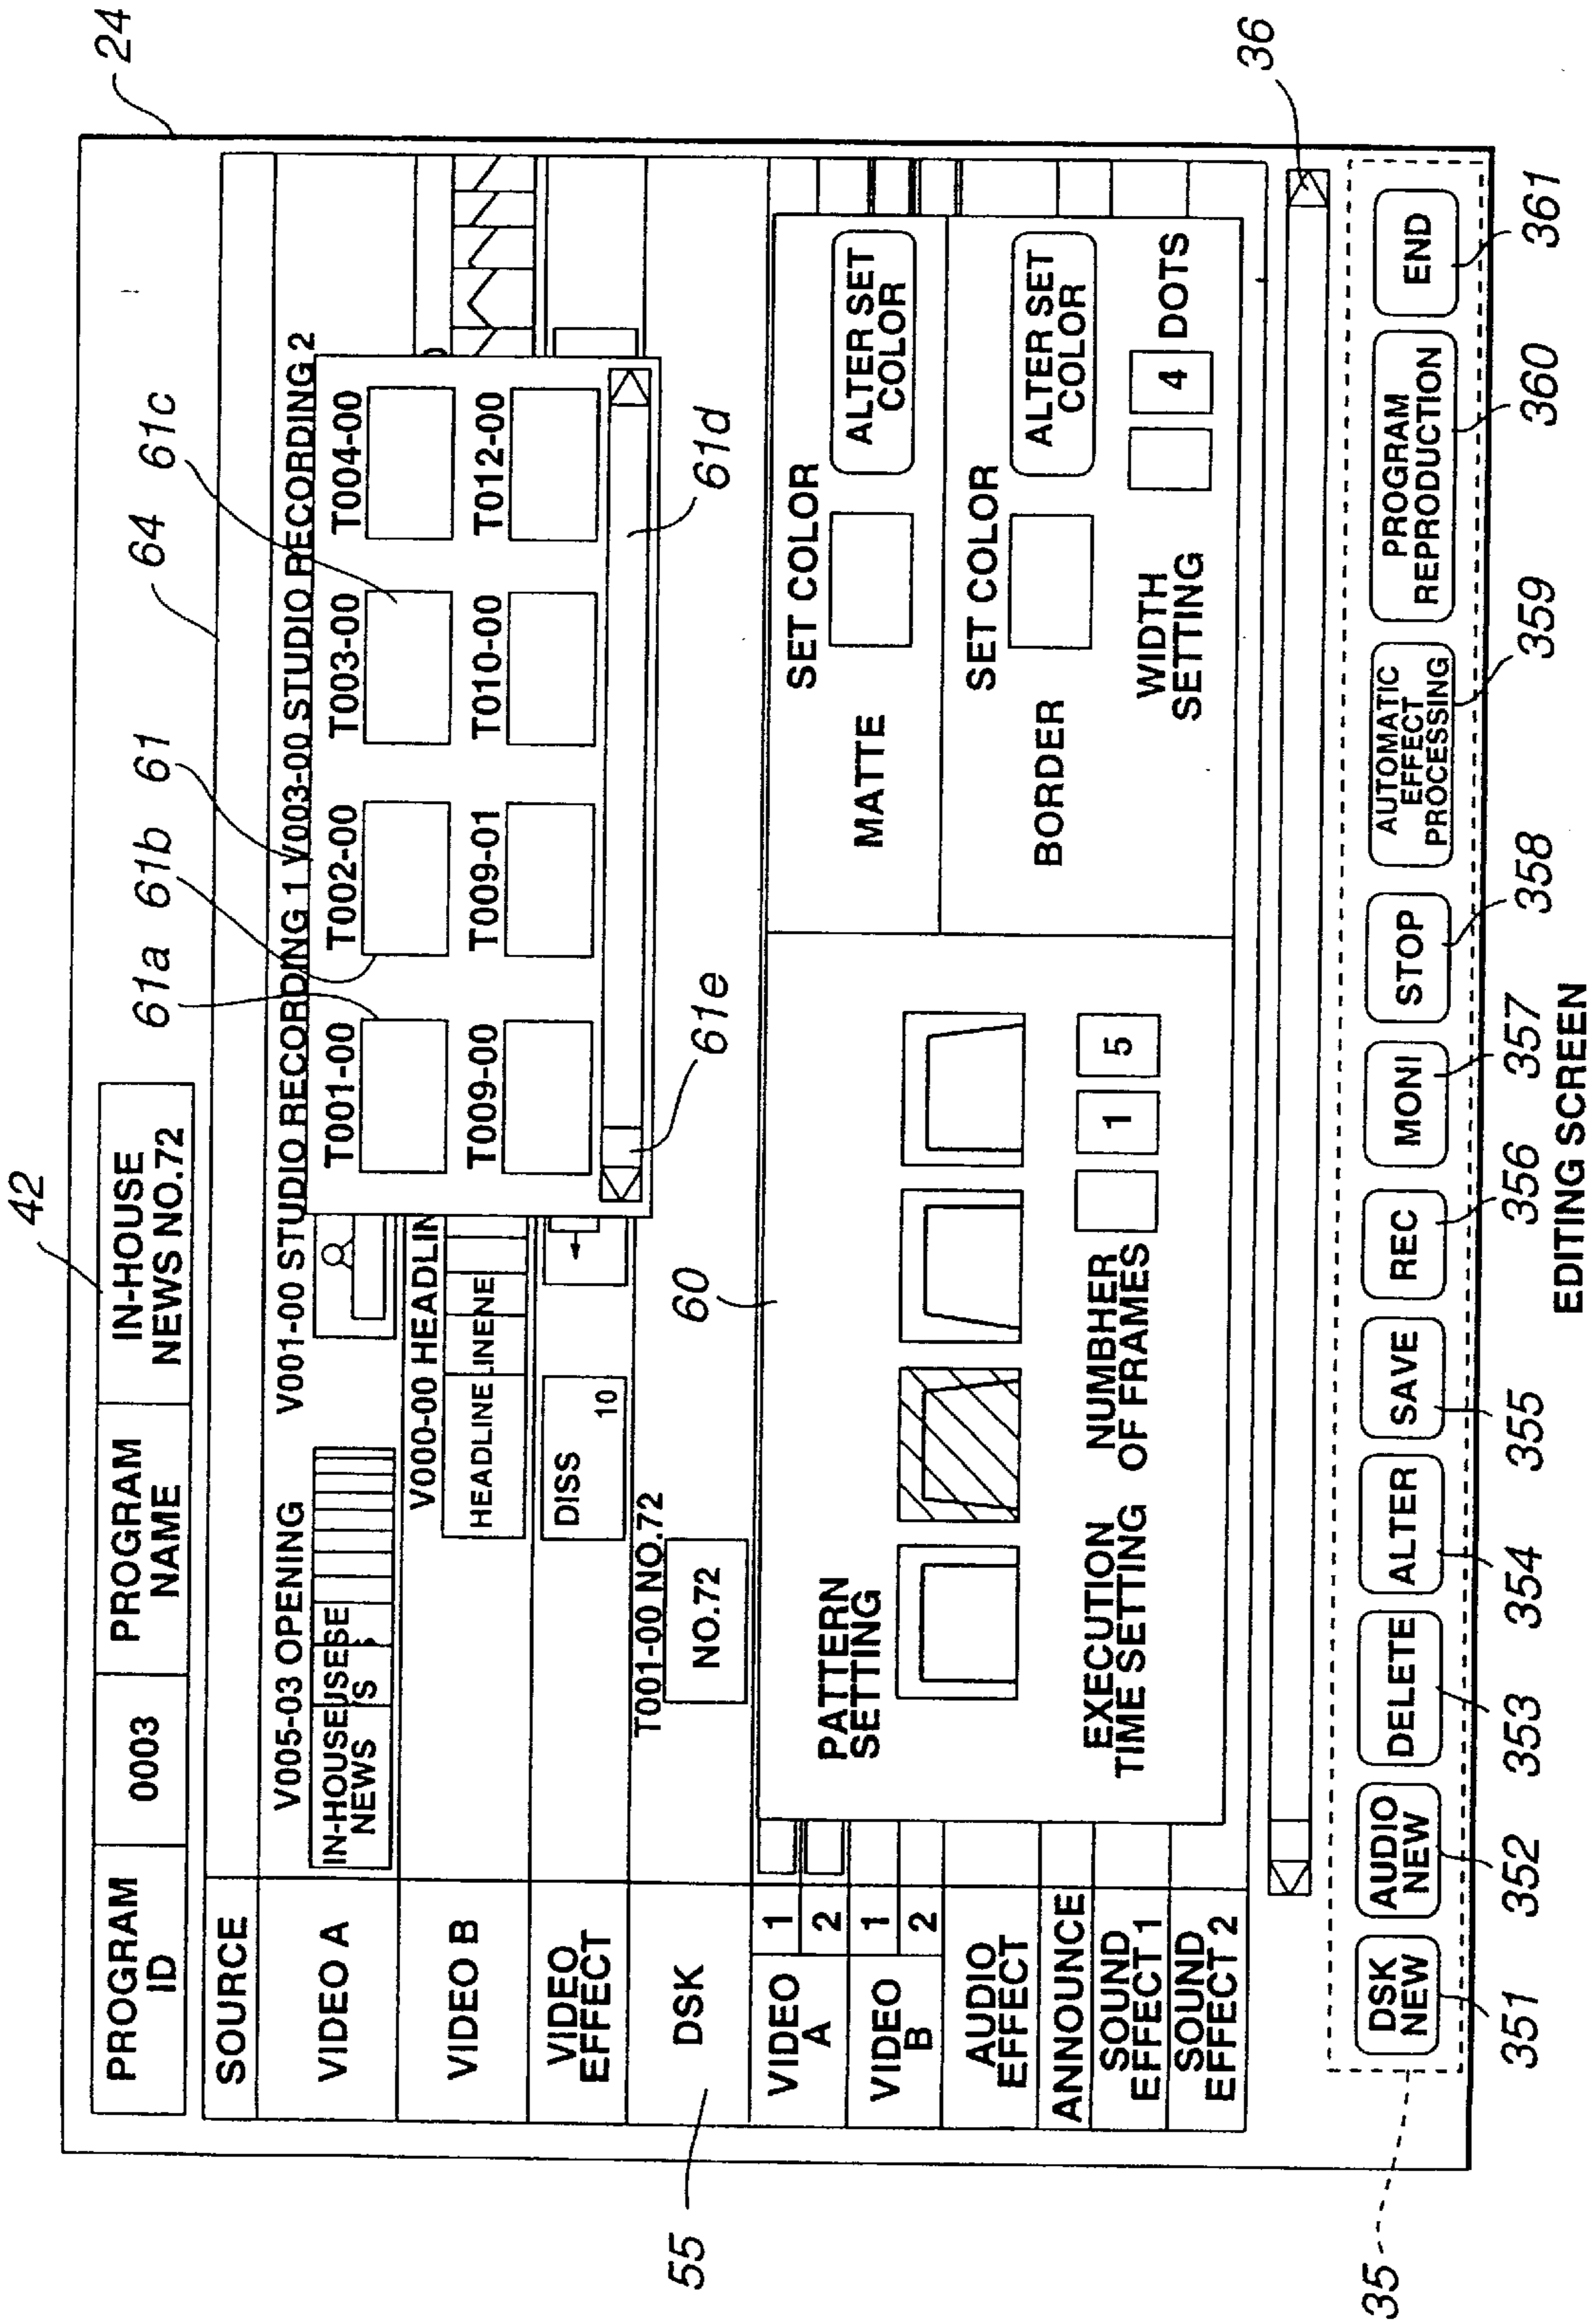 42
24
PROGRAM
ID
0003
PROGRAM
NAME
IN-HOUSE
NEWS NO.72
61a
61b
61
64
61c
SOURCE
VIDEO A
V005-03 OPENING
V001-00 STUDIO RECORDING 1 V003-00 STUDIO RECORDING 2
IN-HOUSEUSESE
NEWS 'S
T001-00
T002-00
T003-00
T004-00
VIDEO B
V000-00 HEADLIN
HEADLINE LINENE
T009-00
T009-01
T010-00
T012-00
VIDEO
EFFECT
DISS
10
61e
61d
DSK
T001-00 NO.72
NO.72
55
60
VIDEO
A
1
2
VIDEO
B
1
2
AUDIO
EFFECT
ANNOUNCE
SOUND
EFFECT 1
SOUND
EFFECT 2
PATTERN
SETTING
EXECUTION
TIME SETTING
NUMBHER
OF FRAMES
1
5
MATTE
SET COLOR
ALTER SET
COLOR
BORDER
SET COLOR
ALTER SET
COLOR
WIDTH
SETTING
4
DOTS
36
35
DSK
NEW
AUDIO
NEW
DELETE
ALTER
SAVE
REC
MONI
STOP
AUTOMATIC
EFFECT
PROCESSING
PROGRAM
REPRODUCTION
END
351
352
353
354
355
356
357
358
359
360
361
EDITING SCREEN